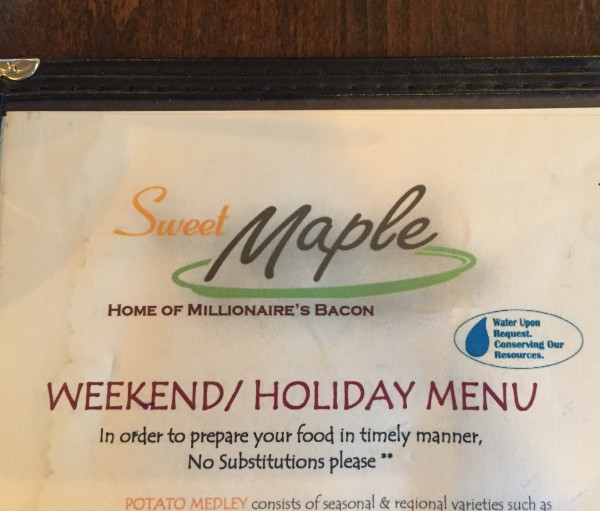 Sweet Maple
HOME OF MILLIONAIRE'S BACON
Water Upon
Request.
Conserving Our
Resources.
WEEKEND/ HOLIDAY MENU
In order to prepare your food in timely manner,
No Substitutions please **
POTATO MEDLEY consists of seasonal & regional varieties such as